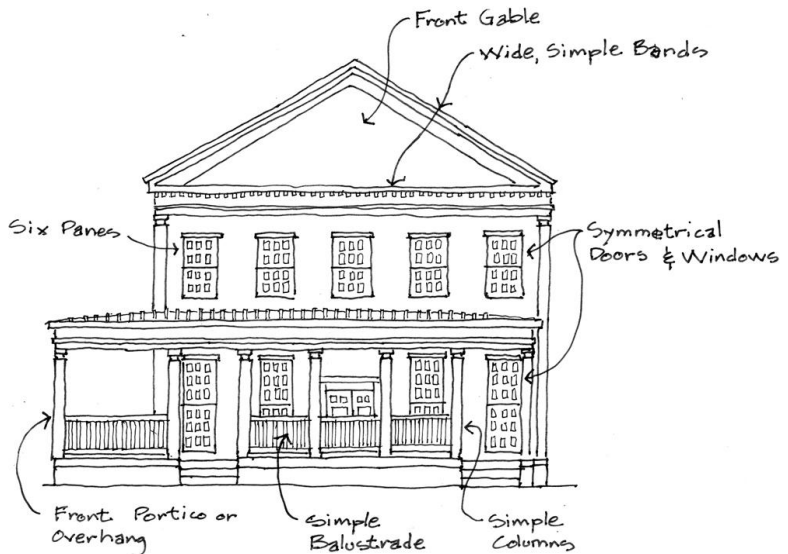 Front Gable
Wide, Simple Bands
Six Panes
Symmetrical
Doors & Windows
Front Portico or
Overhang
Simple
Balustrade
Simple
Columns